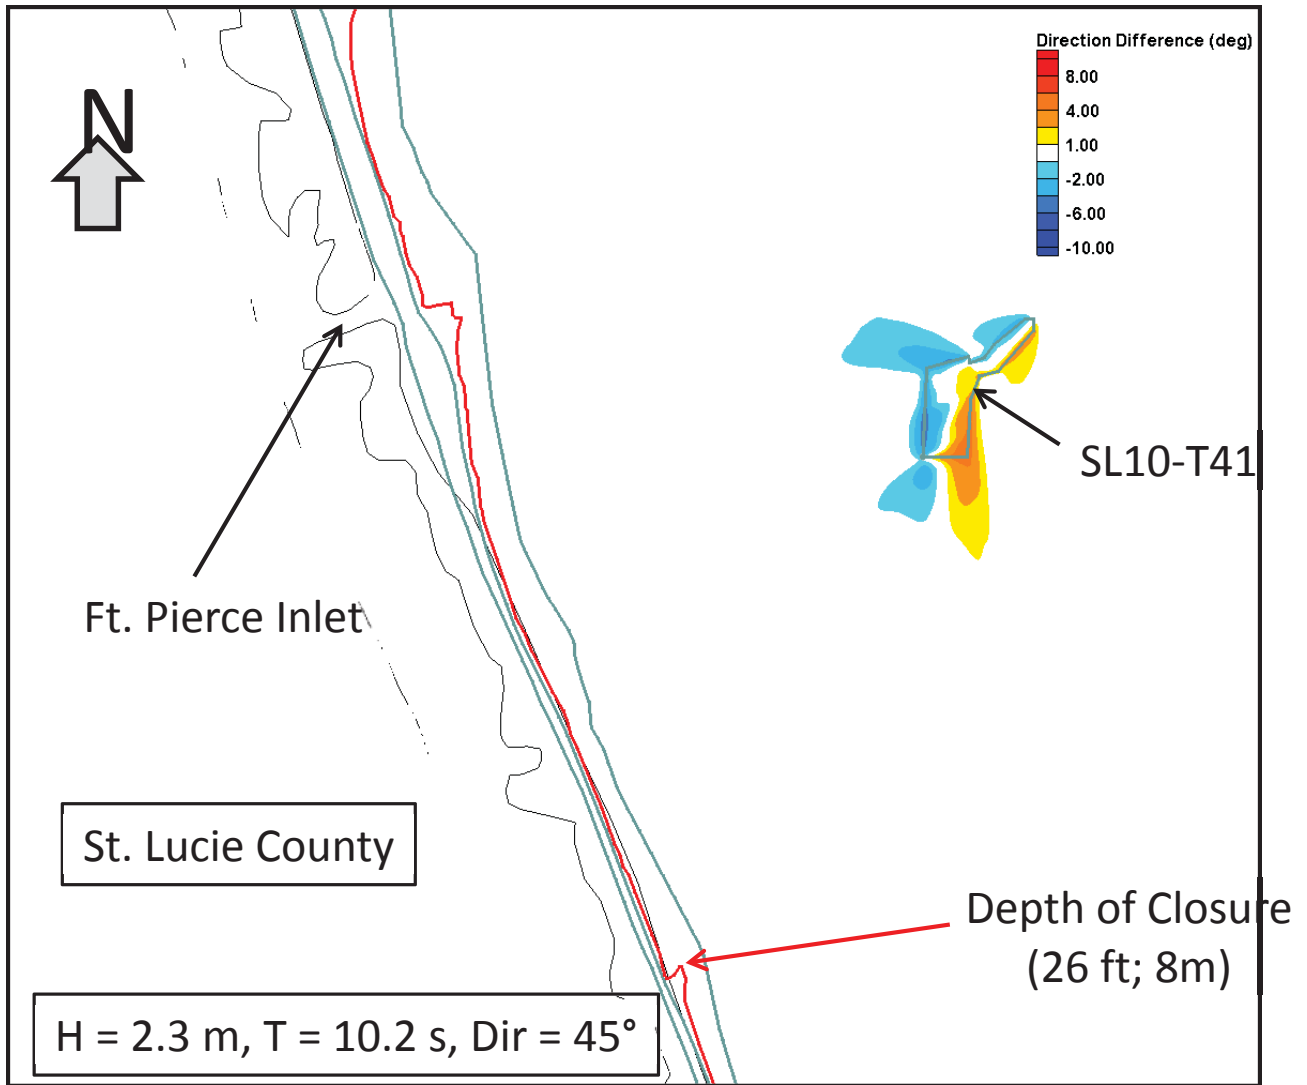 Direction Difference (deg)
8.00
4.00
1.00
-2.00
-6.00
-10.00
N
SL10-T41
Ft. Pierce Inlet
St. Lucie County
Depth of Closure
(26 ft; 8m)
H = 2.3 m, T = 10.2 s, Dir = 45°